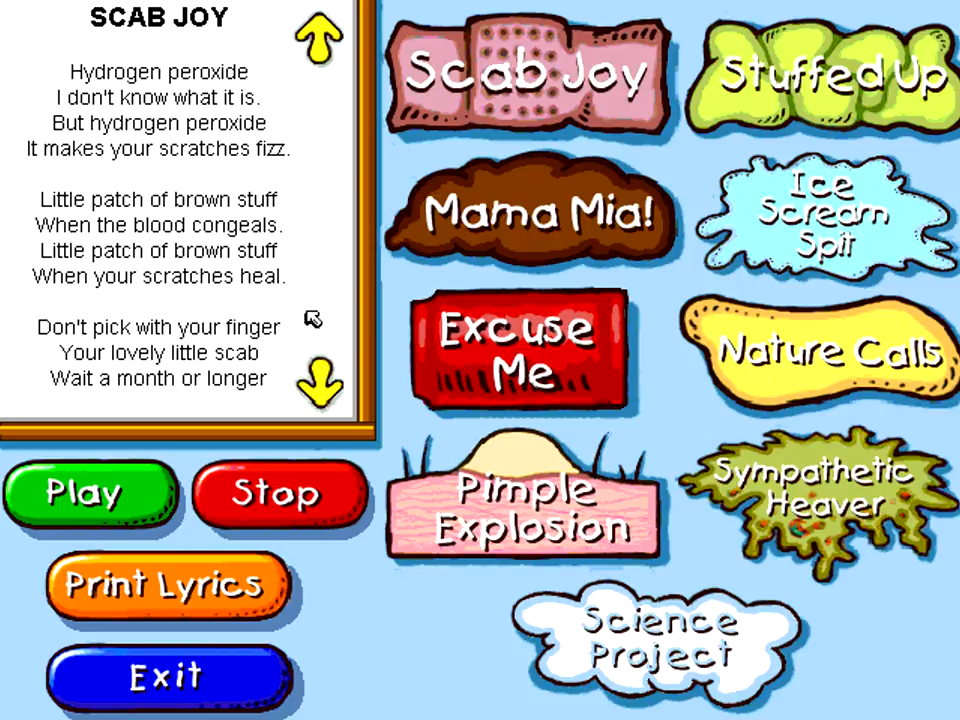 SCAB JOY
Hydrogen peroxide
I don't know what it is.
But hydrogen peroxide
It makes your scratches fizz.
Little patch of brown stuff
When the blood congeals.
Little patch of brown stuff
When your scratches heal.
Don't pick with your finger
Your lovely little scab
Wait a month or longer
Play
Stop
Print Lyrics
Exit
Scab Joy
Stuffed Up
Mama Mia!
Ice
Scream
Spit
Excuse
Me
Nature Calls
Pimple
Explosion
Sympathetic
Heaver
Science
Project